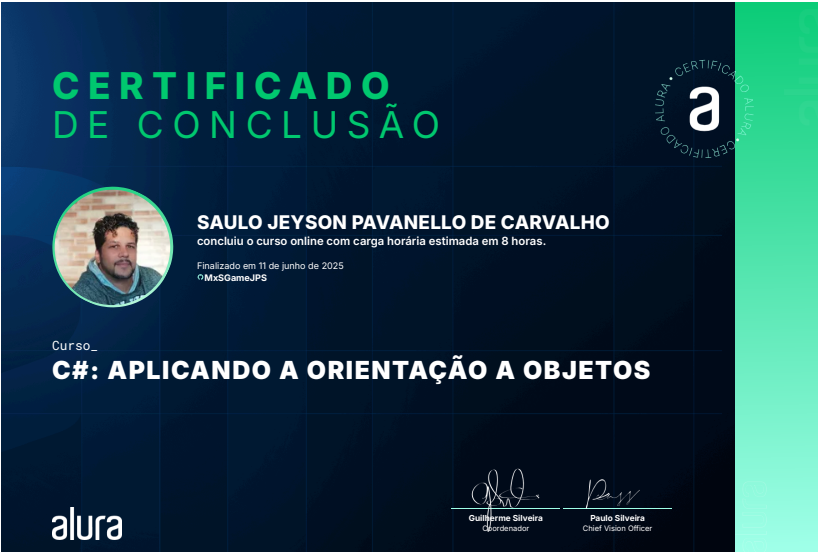 CERTIFICADO
DE CONCLUSÃO
CERTIFICADO ALURA • CERTIFICADO ALURA •
a
SAULO JEYSON PAVANELLO DE CARVALHO
concluiu o curso online com carga horária estimada em 8 horas.
Finalizado em 11 de junho de 2025
MxSGameJPS
Curso_
C#: APLICANDO A ORIENTAÇÃO A OBJETOS
alura
Guilherme Silveira
Coordenador
Paulo Silveira
Chief Vision Officer
alura